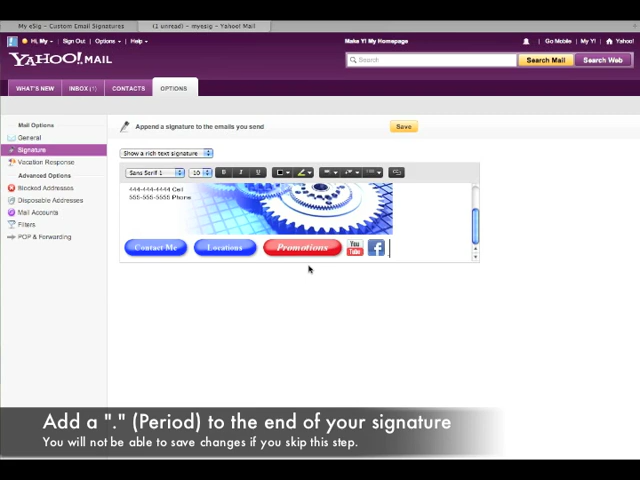 My eSig - Custom Email Signatures
(1 unread) - myesig - Yahoo! Mail
Hi, My
Sign Out
Options
Help
Make Y! My Homepage
Go Mobile
My Y!
Yahoo!
YAHOO! MAIL
Search
Search Mail
Search Web
WHAT'S NEW
INBOX (1)
CONTACTS
OPTIONS
Mail Options
General
Signature
Vacation Response
Advanced Options
Blocked Addresses
Disposable Addresses
Mail Accounts
Filters
POP & Forwarding
Append a signature to the emails you send
Save
Show a rich text signature
Sans Serif 1
10
B
I
U
444-444-4444 Cell
555-555-5555 Phone
Contact Me
Locations
Promotions
You
Tube
f
Add a "." (Period) to the end of your signature
You will not be able to save changes if you skip this step.